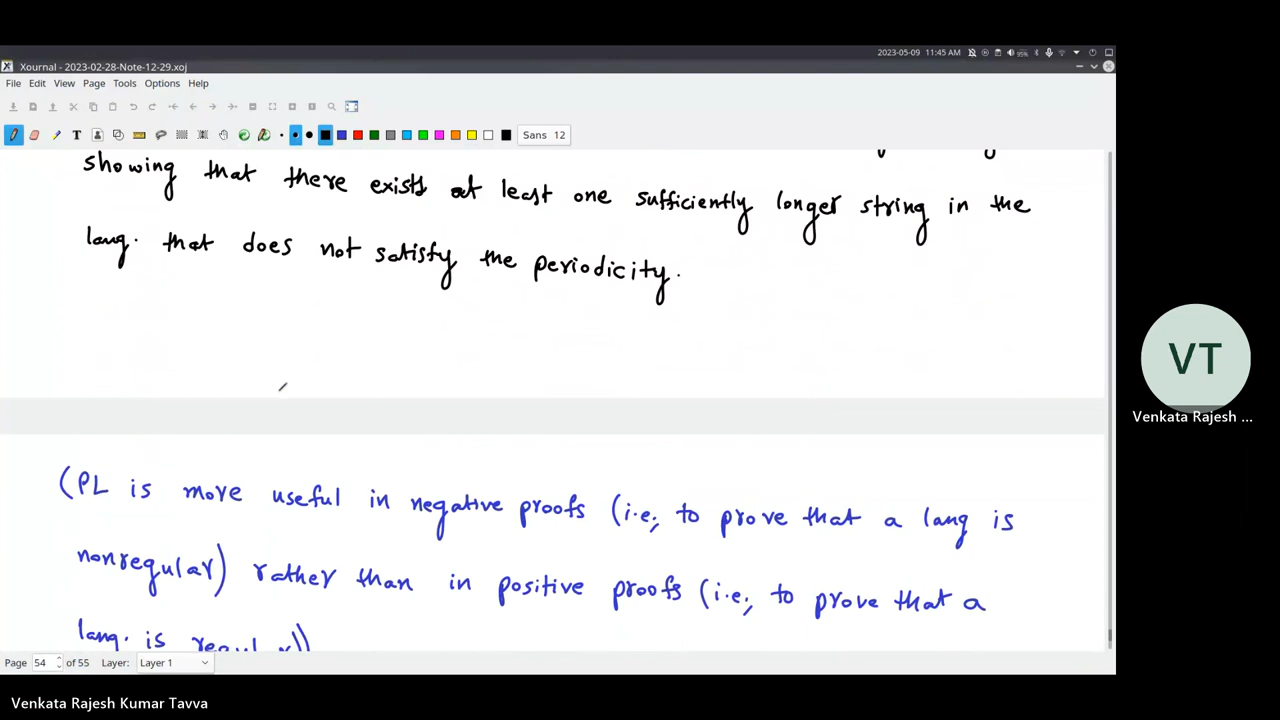 2023-05-09 11:45 AM
Xournal - 2023-02-28-Note-12-29.xoj
File Edit View Page Tools Options Help
Sans 12
showing that there exists at least one sufficiently longer string in the
lang. that does not satisfy the periodicity.
(PL is more useful in negative proofs (i.e; to prove that a lang is
nonregular) rather than in positive proofs (i.e; to prove that a
lang. is
VT
Venkata Rajesh ...
Page 54 of 55 Layer: Layer 1
Venkata Rajesh Kumar Tavva